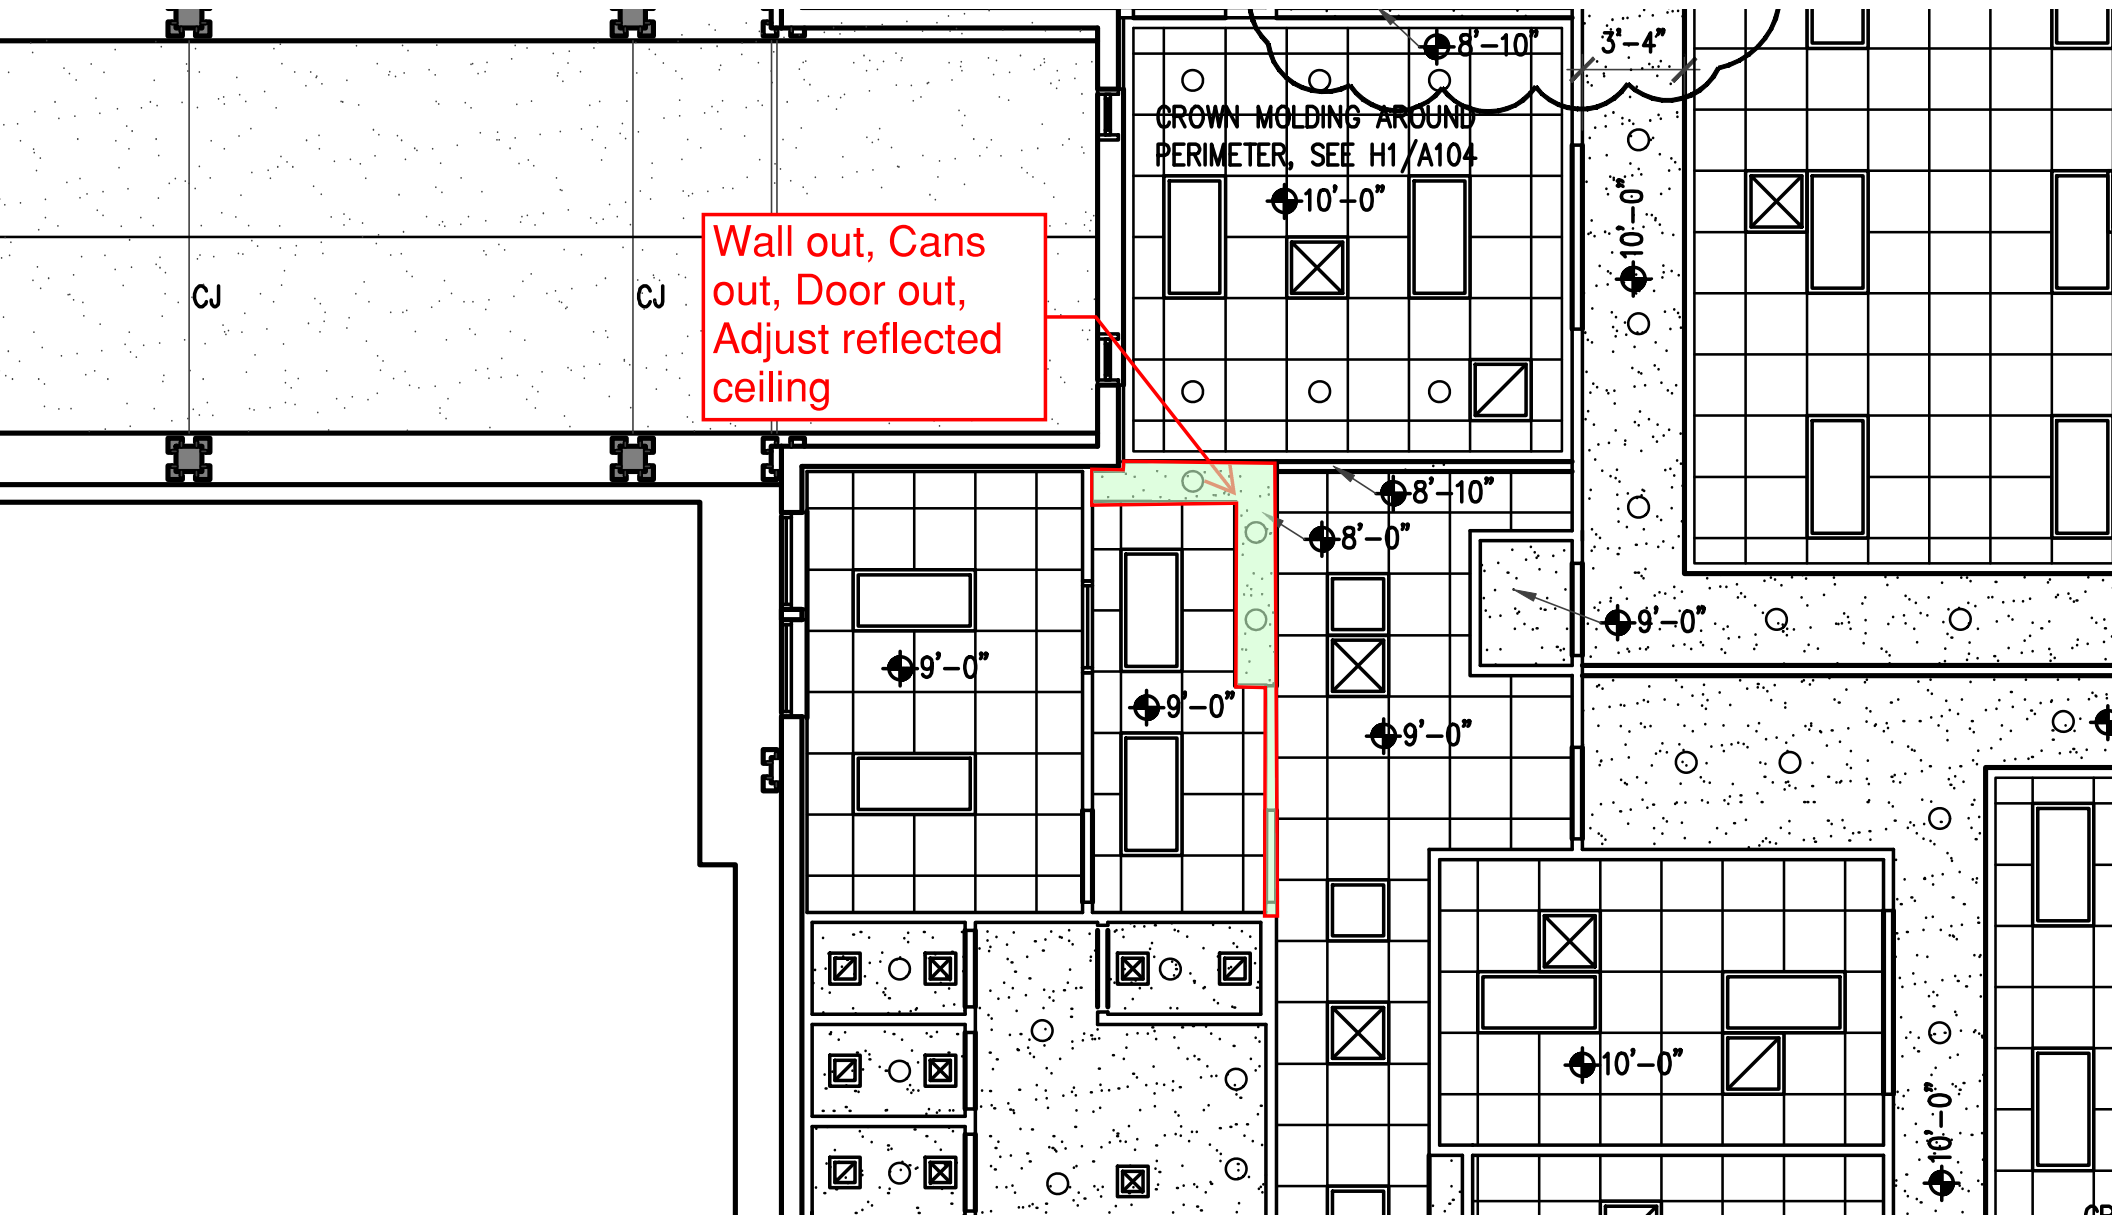 8'-10"
3'-4"
CROWN MOLDING AROUND
PERIMETER, SEE H1/A104
10'-0"
10'-0"
Wall out, Cans
out, Door out,
Adjust reflected
ceiling
CJ
CJ
8'-10"
8'-0"
9'-0"
9'-0"
9'-0"
9'-0"
10'-0"
10'-0"